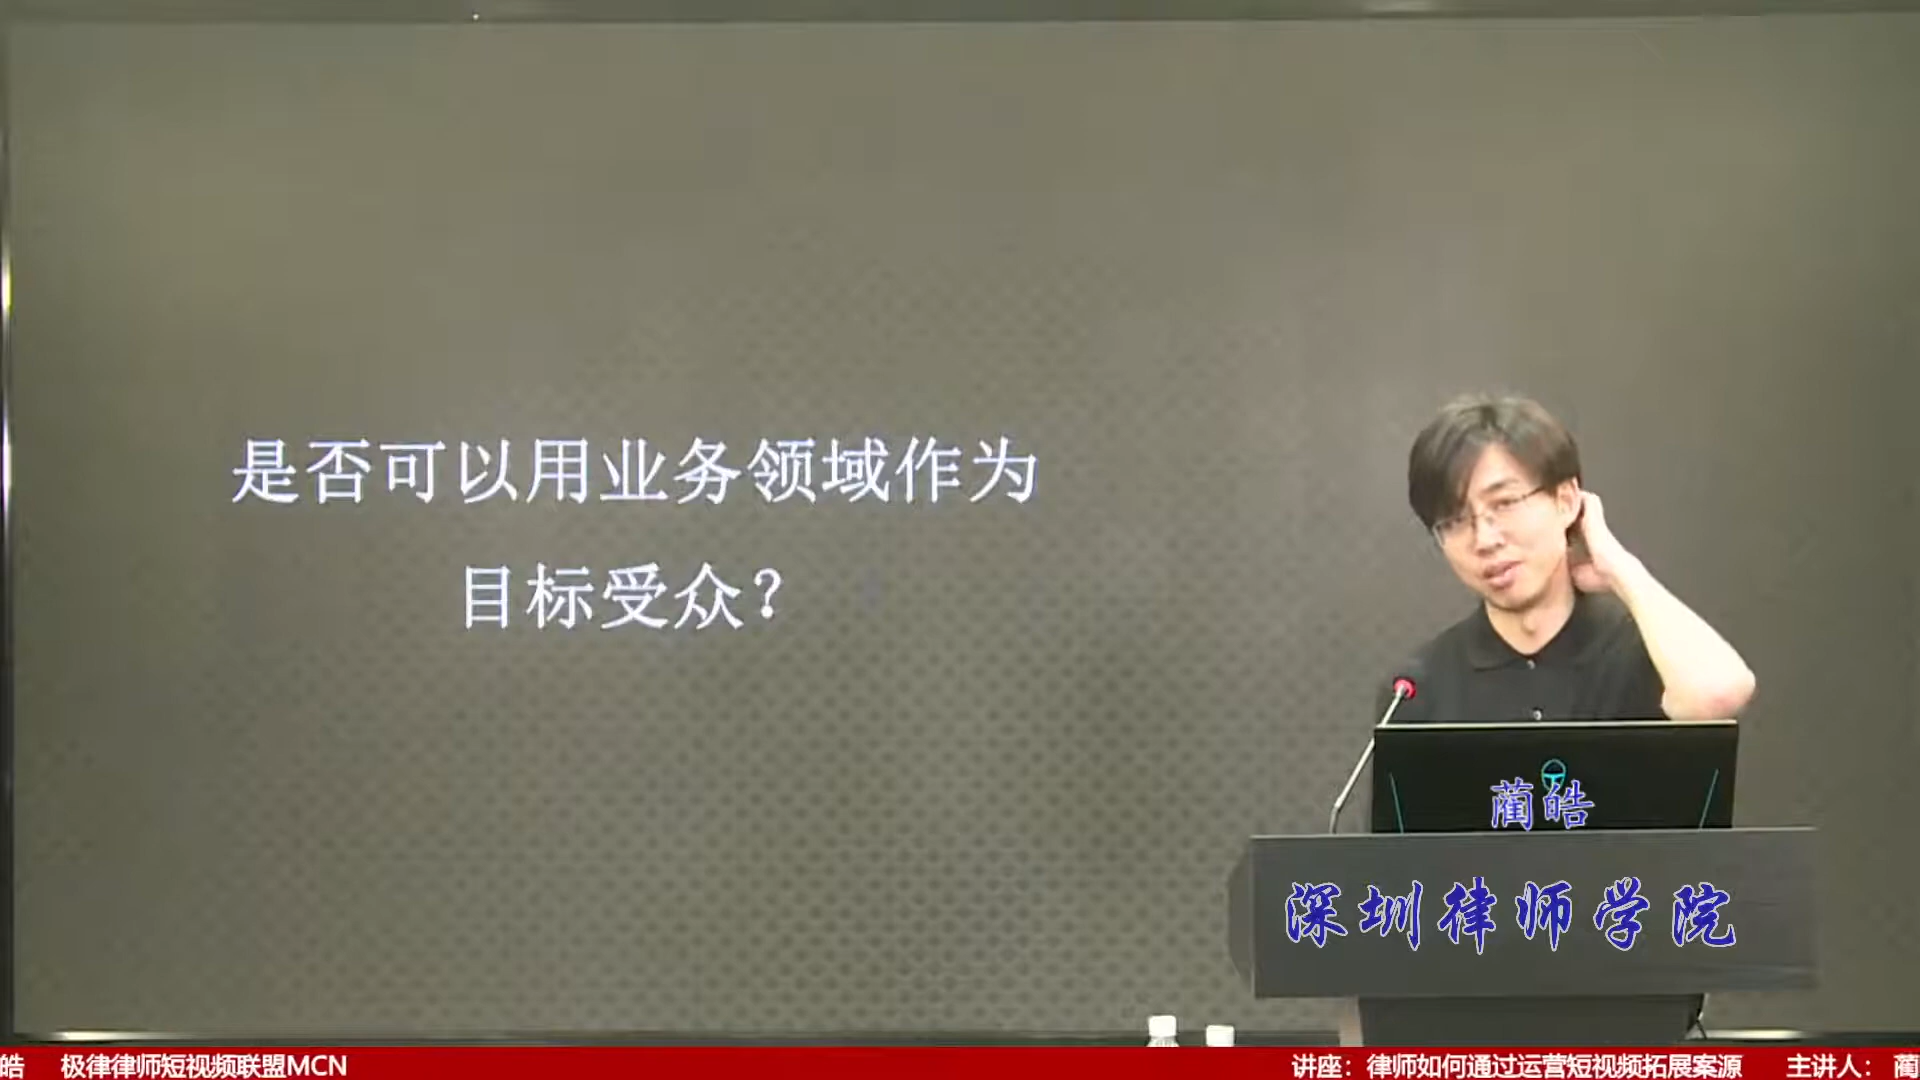 是否可以用业务领域作为
目标受众？
蔺皓
深圳律师学院
皓 极律律师短视频联盟MCN 讲座：律师如何通过运营短视频拓展案源 主讲人： 蔺